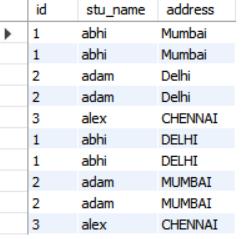 id stu_name address
1 abhi Mumbai
1 abhi Mumbai
2 adam Delhi
2 adam Delhi
3 alex CHENNAI
1 abhi DELHI
1 abhi DELHI
2 adam MUMBAI
2 adam MUMBAI
3 alex CHENNAI